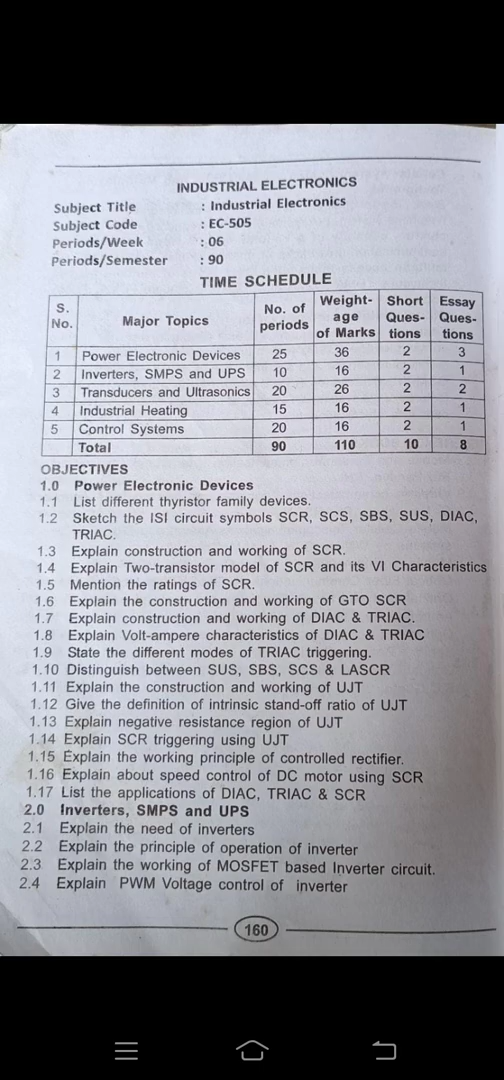 INDUSTRIAL ELECTRONICS
Subject Title : Industrial Electronics
Subject Code : EC-505
Periods/Week : 06
Periods/Semester : 90
TIME SCHEDULE
S. No. Major Topics No. of periods Weight-age of Marks Short Ques-tions Essay Ques-tions
1 Power Electronic Devices 25 36 2 3
2 Inverters, SMPS and UPS 10 16 2 1
3 Transducers and Ultrasonics 20 26 2 2
4 Industrial Heating 15 16 2 1
5 Control Systems 20 16 2 1
Total 90 110 10 8
OBJECTIVES
1.0 Power Electronic Devices
1.1 List different thyristor family devices.
1.2 Sketch the ISI circuit symbols SCR, SCS, SBS, SUS, DIAC,
TRIAC.
1.3 Explain construction and working of SCR.
1.4 Explain Two-transistor model of SCR and its VI Characteristics
1.5 Mention the ratings of SCR.
1.6 Explain the construction and working of GTO SCR
1.7 Explain construction and working of DIAC & TRIAC.
1.8 Explain Volt-ampere characteristics of DIAC & TRIAC
1.9 State the different modes of TRIAC triggering.
1.10 Distinguish between SUS, SBS, SCS & LASCR
1.11 Explain the construction and working of UJT
1.12 Give the definition of intrinsic stand-off ratio of UJT
1.13 Explain negative resistance region of UJT
1.14 Explain SCR triggering using UJT
1.15 Explain the working principle of controlled rectifier.
1.16 Explain about speed control of DC motor using SCR
1.17 List the applications of DIAC, TRIAC & SCR
2.0 Inverters, SMPS and UPS
2.1 Explain the need of inverters
2.2 Explain the principle of operation of inverter
2.3 Explain the working of MOSFET based Inverter circuit.
2.4 Explain PWM Voltage control of inverter
160